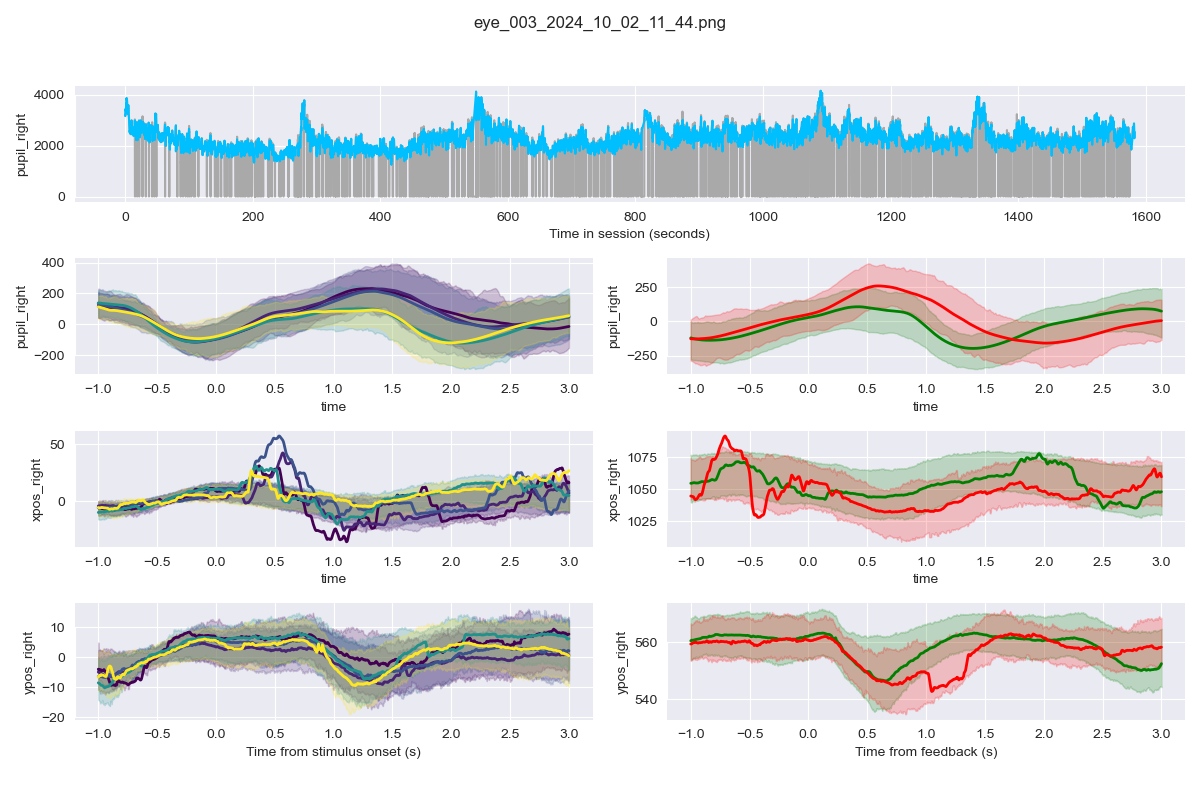 eye_003_2024_10_02_11_44.png
pupil_right
4000
2000
0
0 200 400 600 800 1000 1200 1400 1600
Time in session (seconds)
pupil_right
400
200
0
−200
−1.0 −0.5 0.0 0.5 1.0 1.5 2.0 2.5 3.0
time
pupil_right
250
0
−250
−1.0 −0.5 0.0 0.5 1.0 1.5 2.0 2.5 3.0
time
xpos_right
50
0
−1.0 −0.5 0.0 0.5 1.0 1.5 2.0 2.5 3.0
time
xpos_right
1075
1050
1025
−1.0 −0.5 0.0 0.5 1.0 1.5 2.0 2.5 3.0
time
ypos_right
10
0
−10
−20
−1.0 −0.5 0.0 0.5 1.0 1.5 2.0 2.5 3.0
Time from stimulus onset (s)
ypos_right
560
540
−1.0 −0.5 0.0 0.5 1.0 1.5 2.0 2.5 3.0
Time from feedback (s)